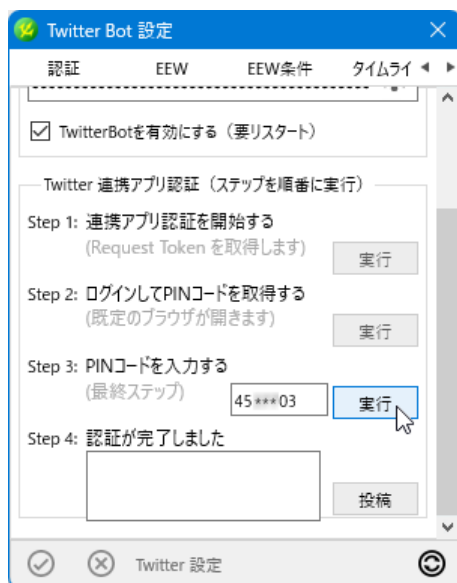 Twitter Bot 設定
認証 EEW EEW条件 タイムライ
TwitterBotを有効にする（要リスタート）
Twitter 連携アプリ認証（ステップを順番に実行）
Step 1: 連携アプリ認証を開始する
(Request Token を取得します)
実行
Step 2: ログインしてPINコードを取得する
(既定のブラウザが開きます)
実行
Step 3: PINコードを入力する
(最終ステップ)
45***03 実行
Step 4: 認証が完了しました
投稿
Twitter 設定